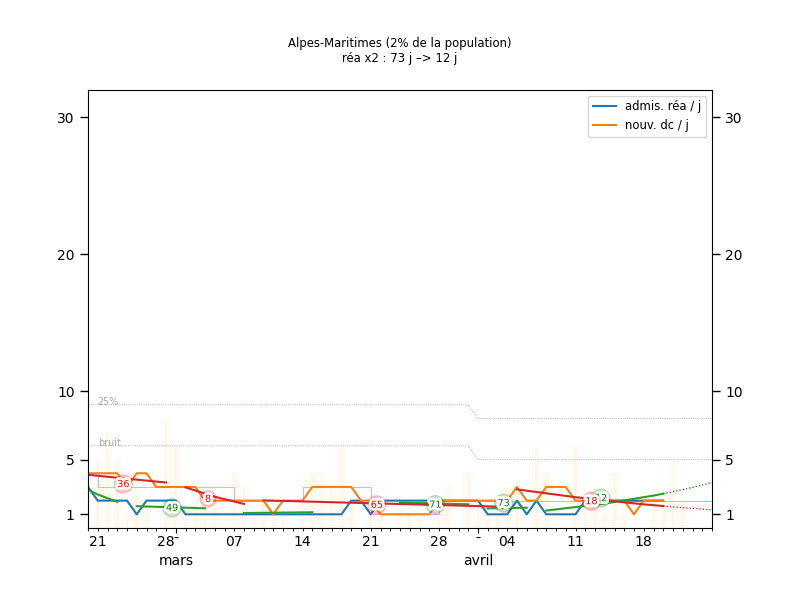 Alpes-Maritimes (2% de la population)
réa x2 : 73 j –> 12 j
admis. réa / j
nouv. dc / j
30 30
20 20
10 10
25%
bruit
5 5
36 8 49 65 71 73 18 12
1 1
21 28 07 14 21 28 04 11 18
mars avril